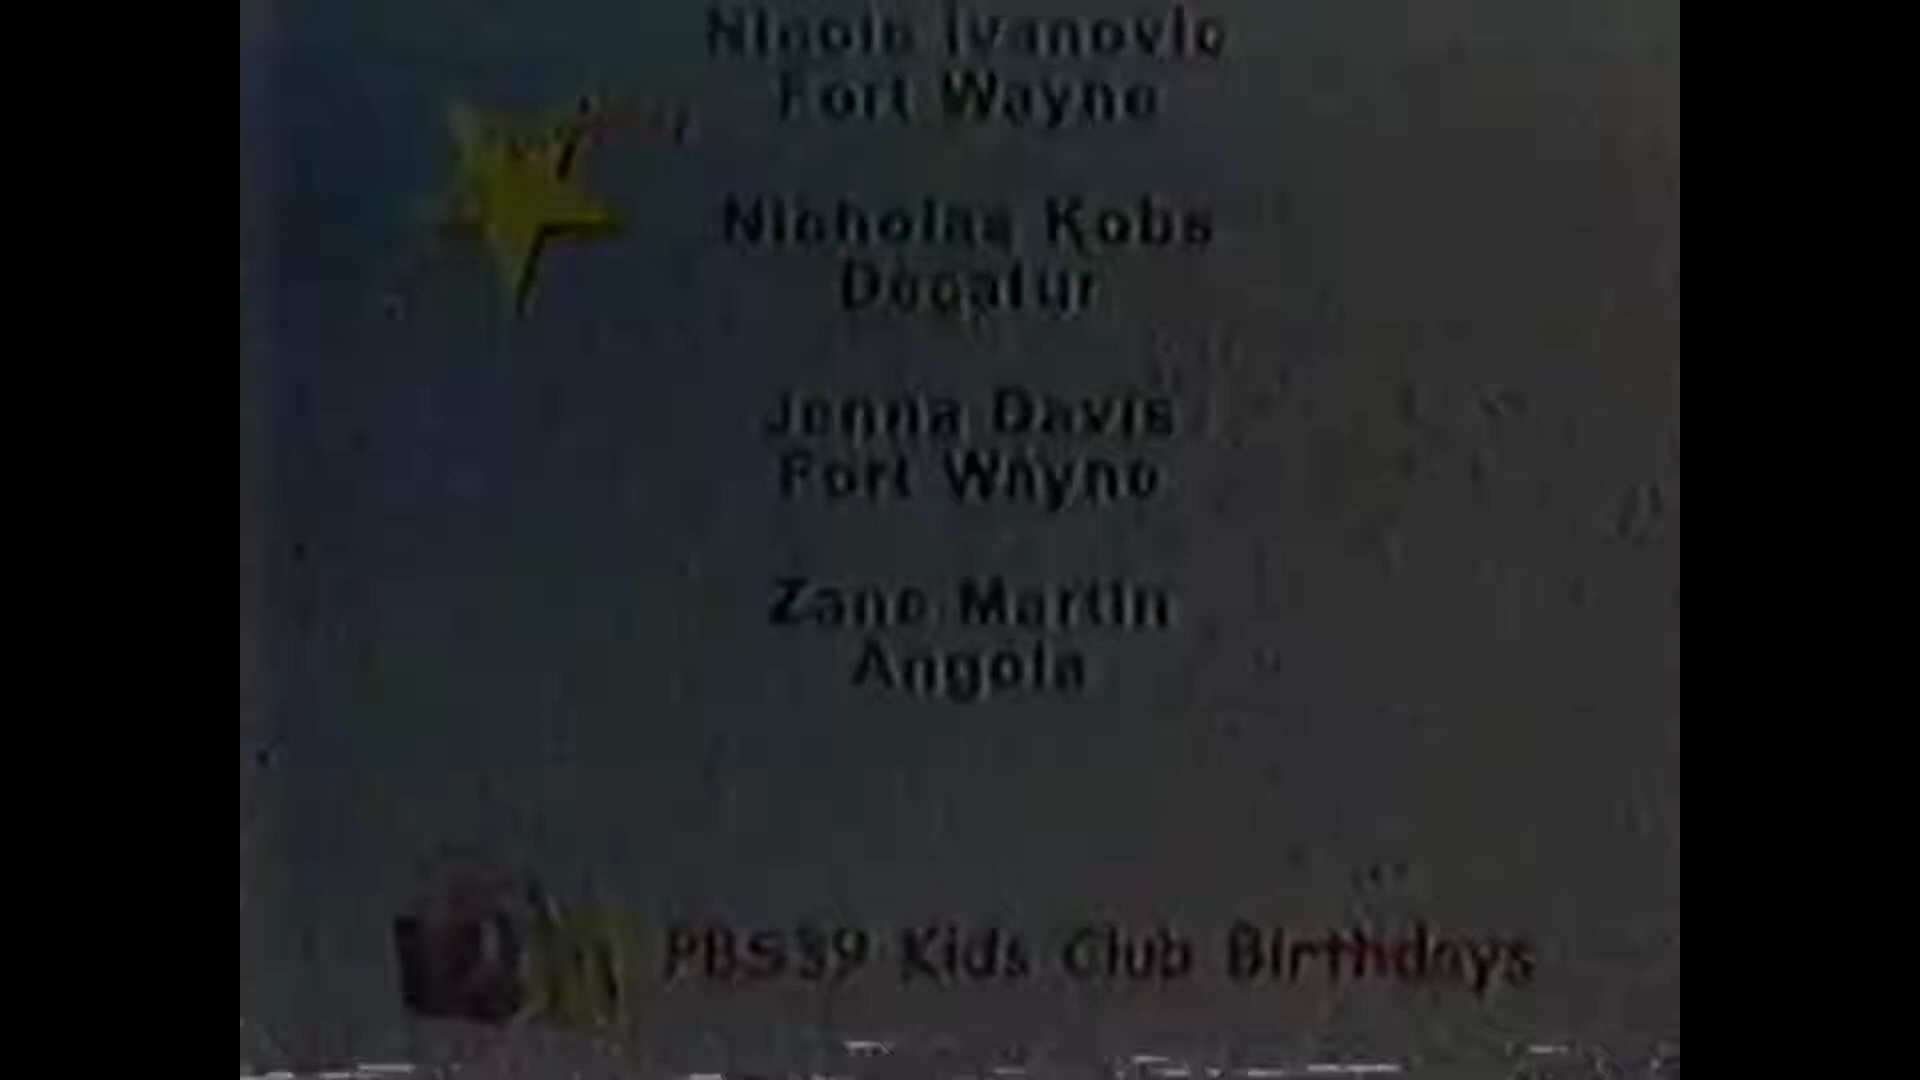 Nicole Ivanovic
Fort Wayne
Nicholas Kobs
Decatur
Jenna Davis
Fort Wayne
Zane Martin
Angola
PBS39 Kids Club Birthdays